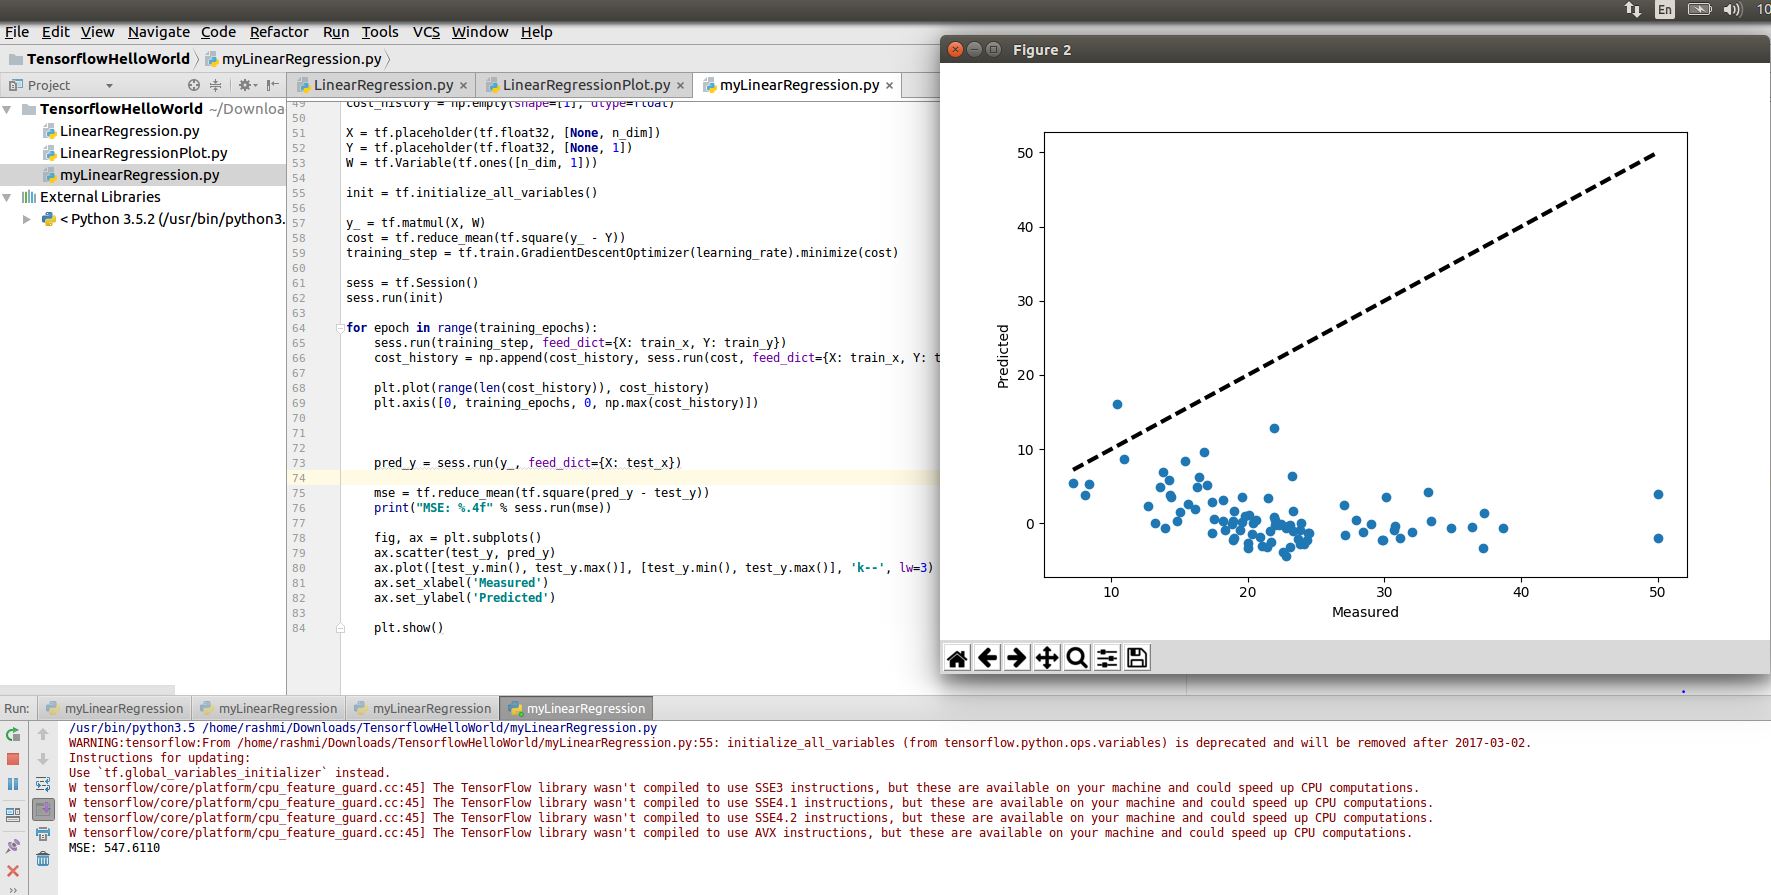 En
10
File Edit View Navigate Code Refactor Run Tools VCS Window Help
TensorflowHelloWorld myLinearRegression.py
Project
LinearRegression.py LinearRegressionPlot.py myLinearRegression.py
TensorflowHelloWorld ~/Downloa
LinearRegression.py
LinearRegressionPlot.py
myLinearRegression.py
External Libraries
< Python 3.5.2 (/usr/bin/python3.
49 cost_history = np.empty(shape=[1], dtype=float)
50
51 X = tf.placeholder(tf.float32, [None, n_dim])
52 Y = tf.placeholder(tf.float32, [None, 1])
53 W = tf.Variable(tf.ones([n_dim, 1]))
54
55 init = tf.initialize_all_variables()
56
57 y_ = tf.matmul(X, W)
58 cost = tf.reduce_mean(tf.square(y_ - Y))
59 training_step = tf.train.GradientDescentOptimizer(learning_rate).minimize(cost)
60
61 sess = tf.Session()
62 sess.run(init)
63
64 for epoch in range(training_epochs):
65 sess.run(training_step, feed_dict={X: train_x, Y: train_y})
66 cost_history = np.append(cost_history, sess.run(cost, feed_dict={X: train_x, Y: t
67
68 plt.plot(range(len(cost_history)), cost_history)
69 plt.axis([0, training_epochs, 0, np.max(cost_history)])
70
71
72
73 pred_y = sess.run(y_, feed_dict={X: test_x})
74
75 mse = tf.reduce_mean(tf.square(pred_y - test_y))
76 print("MSE: %.4f" % sess.run(mse))
77
78 fig, ax = plt.subplots()
79 ax.scatter(test_y, pred_y)
80 ax.plot([test_y.min(), test_y.max()], [test_y.min(), test_y.max()], 'k--', lw=3)
81 ax.set_xlabel('Measured')
82 ax.set_ylabel('Predicted')
83
84 plt.show()
Figure 2
50
40
30
20
10
0
Predicted
10 20 30 40 50
Measured
Run: myLinearRegression myLinearRegression myLinearRegression myLinearRegression
/usr/bin/python3.5 /home/rashmi/Downloads/TensorflowHelloWorld/myLinearRegression.py
WARNING:tensorflow:From /home/rashmi/Downloads/TensorflowHelloWorld/myLinearRegression.py:55: initialize_all_variables (from tensorflow.python.ops.variables) is deprecated and will be removed after 2017-03-02.
Instructions for updating:
Use `tf.global_variables_initializer` instead.
W tensorflow/core/platform/cpu_feature_guard.cc:45] The TensorFlow library wasn't compiled to use SSE3 instructions, but these are available on your machine and could speed up CPU computations.
W tensorflow/core/platform/cpu_feature_guard.cc:45] The TensorFlow library wasn't compiled to use SSE4.1 instructions, but these are available on your machine and could speed up CPU computations.
W tensorflow/core/platform/cpu_feature_guard.cc:45] The TensorFlow library wasn't compiled to use SSE4.2 instructions, but these are available on your machine and could speed up CPU computations.
W tensorflow/core/platform/cpu_feature_guard.cc:45] The TensorFlow library wasn't compiled to use AVX instructions, but these are available on your machine and could speed up CPU computations.
MSE: 547.6110